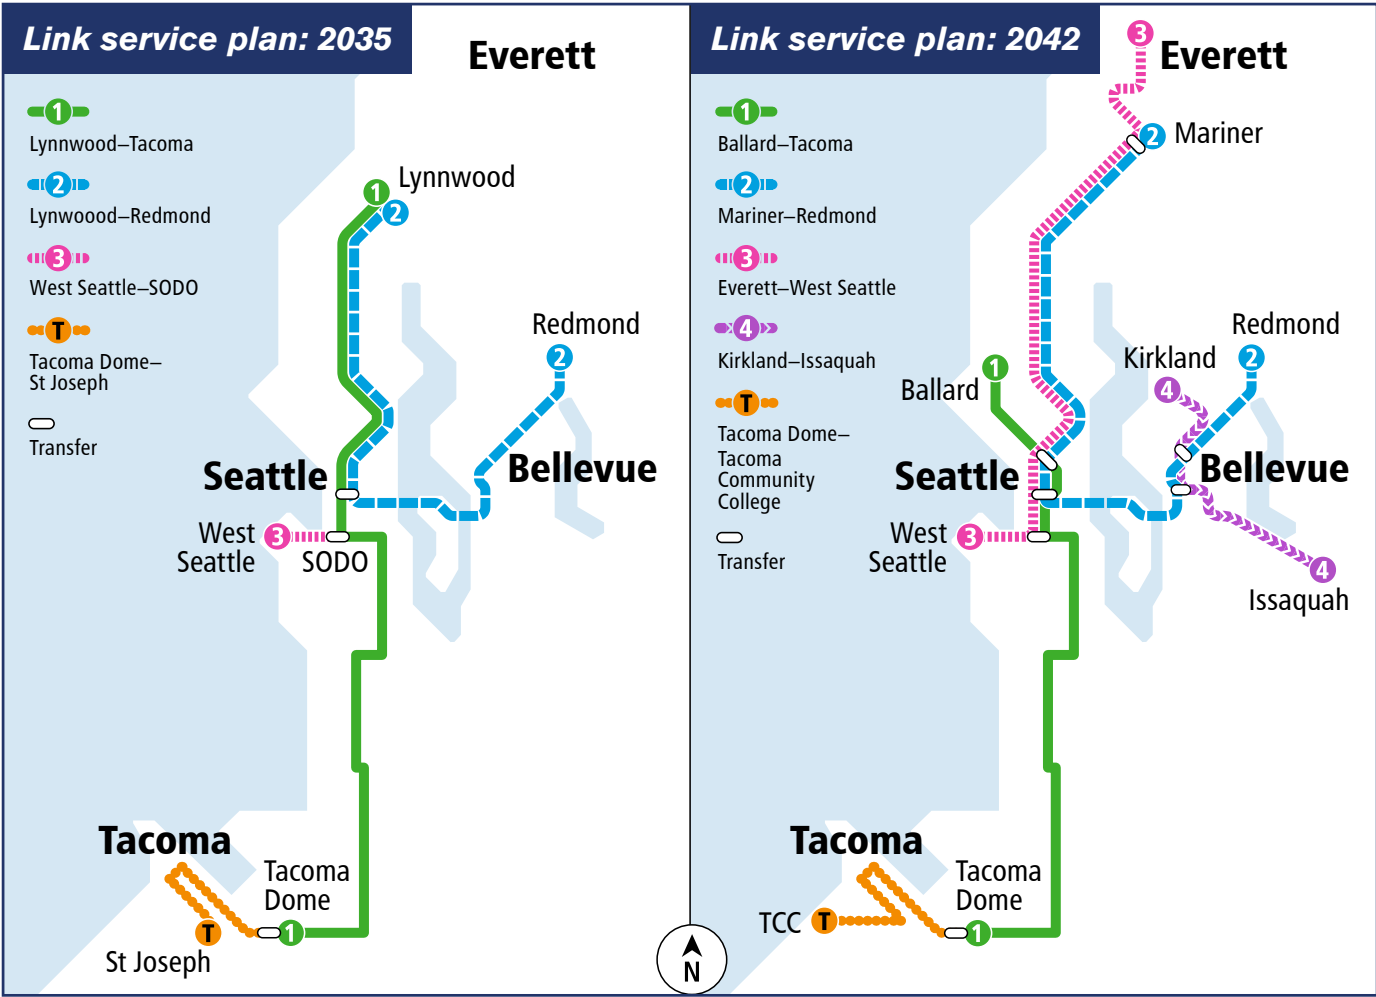 Link service plan: 2035
Everett
1
Lynnwood–Tacoma
2
Lynwoood–Redmond
3
West Seattle–SODO
T
Tacoma Dome–
St Joseph
Transfer
1
Lynnwood
2
Redmond
2
Seattle
Bellevue
West
Seattle
3
SODO
Tacoma
Tacoma
Dome
T
1
St Joseph
N
Link service plan: 2042
3
Everett
1
Ballard–Tacoma
2
Mariner–Redmond
3
Everett–West Seattle
4
Kirkland–Issaquah
T
Tacoma Dome–
Tacoma
Community
College
Transfer
2
Mariner
Redmond
2
Kirkland
4
1
Ballard
Seattle
Bellevue
West
Seattle
3
4
Issaquah
Tacoma
Tacoma
Dome
TCC
T
1